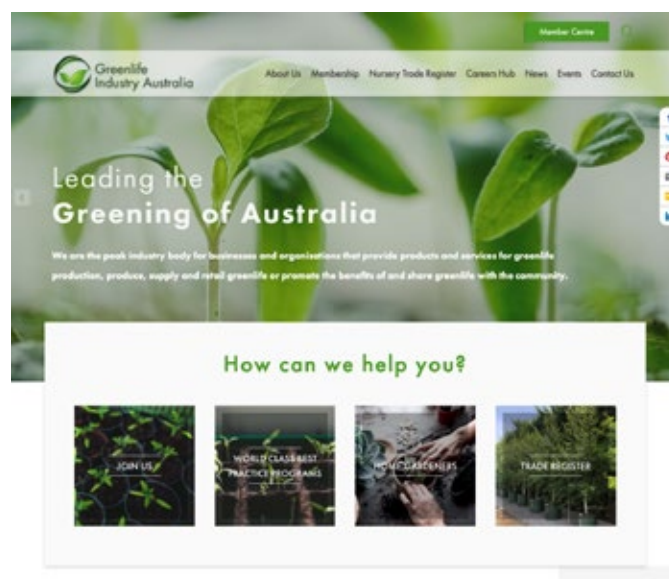 Member Centre
Greenlife
Industry Australia
About Us Membership Nursery Trade Register Careers Hub News Events Contact Us
Leading the
Greening of Australia
We are the peak industry body for businesses and organisations that provide products and services for greenlife
production, produce, supply and retail greenlife or promote the benefits of and share greenlife with the community.
How can we help you?
JOIN US
WORLD CLASS BEST
PRACTICE PROGRAMS
HOME GARDENERS
TRADE REGISTER